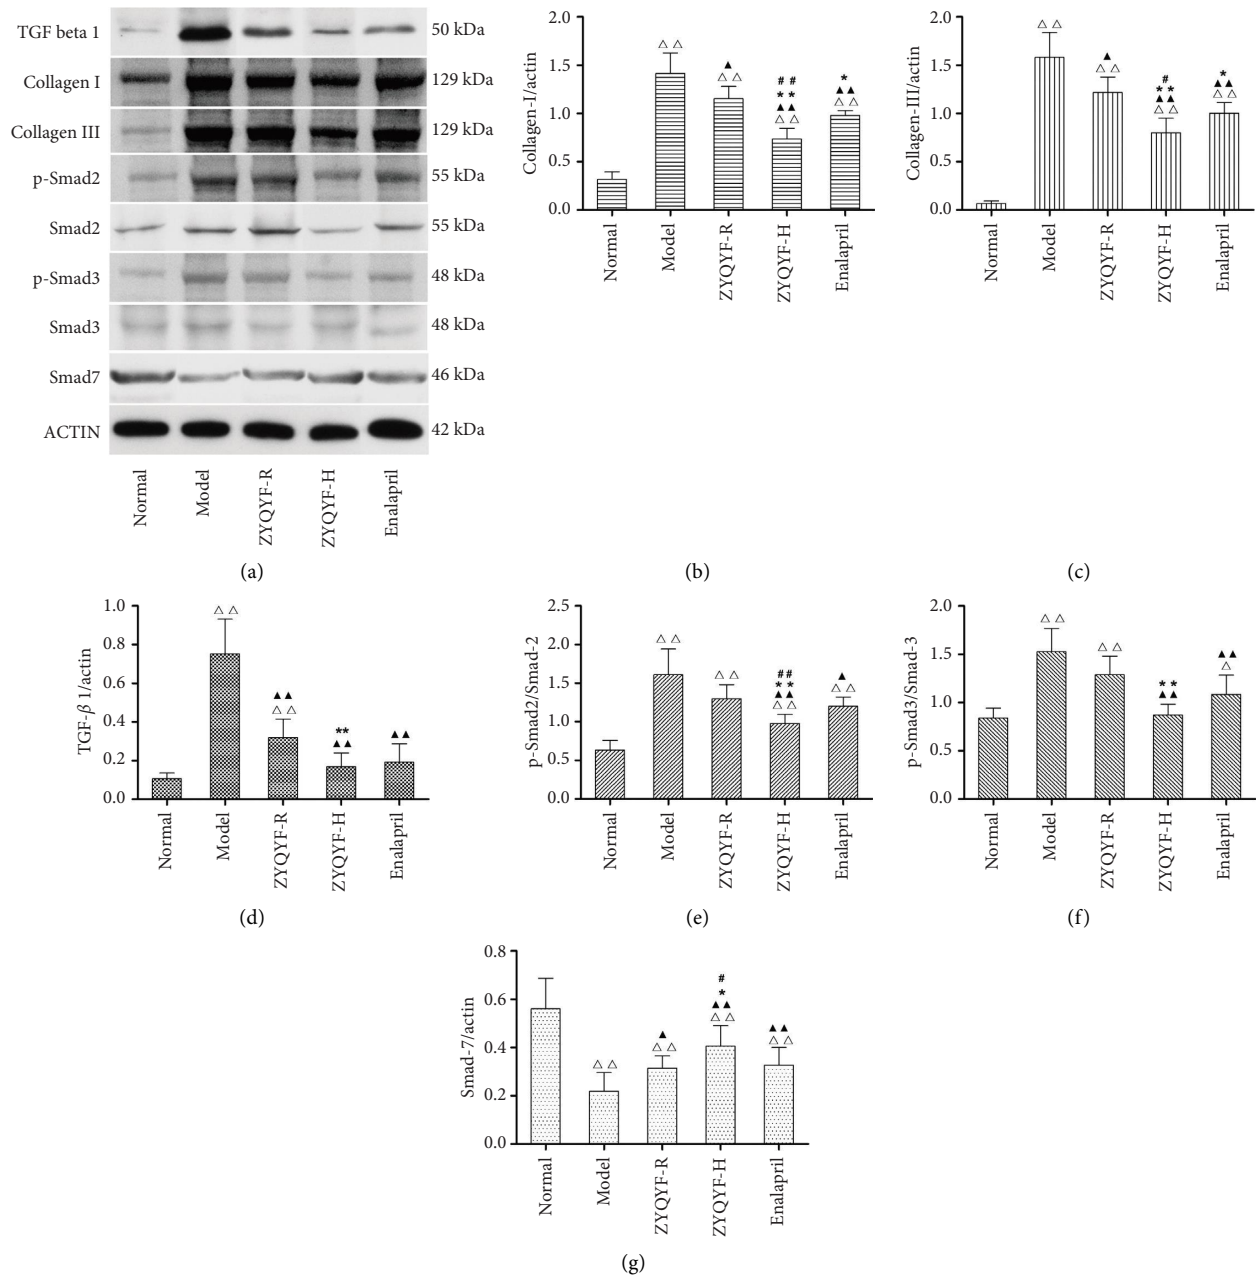 TGF beta 1 50 kDa
Collagen I 129 kDa
Collagen III 129 kDa
p-Smad2 55 kDa
Smad2 55 kDa
p-Smad3 48 kDa
Smad3 48 kDa
Smad7 46 kDa
ACTIN 42 kDa
Normal
Model
ZYQYF-R
ZYQYF-H
Enalapril
(a)
Collagen-I/actin
2.0
1.5
1.0
0.5
0.0
△△
▲
△△
##
**
▲▲
△△
*
▲▲
△△
Normal
Model
ZYQYF-R
ZYQYF-H
Enalapril
(b)
Collagen-III/actin
2.0
1.5
1.0
0.5
0.0
△△
▲
△△
#
**
▲▲
△△
*
▲▲
△△
Normal
Model
ZYQYF-R
ZYQYF-H
Enalapril
(c)
TGF-β 1/actin
1.0
0.8
0.6
0.4
0.2
0.0
△△
▲▲
△△
**
▲▲
▲▲
Normal
Model
ZYQYF-R
ZYQYF-H
Enalapril
(d)
p-Smad2/Smad-2
2.5
2.0
1.5
1.0
0.5
0.0
△△
△△
##
**
▲▲
△△
▲
△△
Normal
Model
ZYQYF-R
ZYQYF-H
Enalapril
(e)
p-Smad3/Smad-3
2.0
1.5
1.0
0.5
0.0
△△
△△
**
▲▲
▲▲
△
Normal
Model
ZYQYF-R
ZYQYF-H
Enalapril
(f)
Smad-7/actin
0.8
0.6
0.4
0.2
0.0
△△
▲
△△
#
*
▲▲
△△
▲▲
△△
Normal
Model
ZYQYF-R
ZYQYF-H
Enalapril
(g)